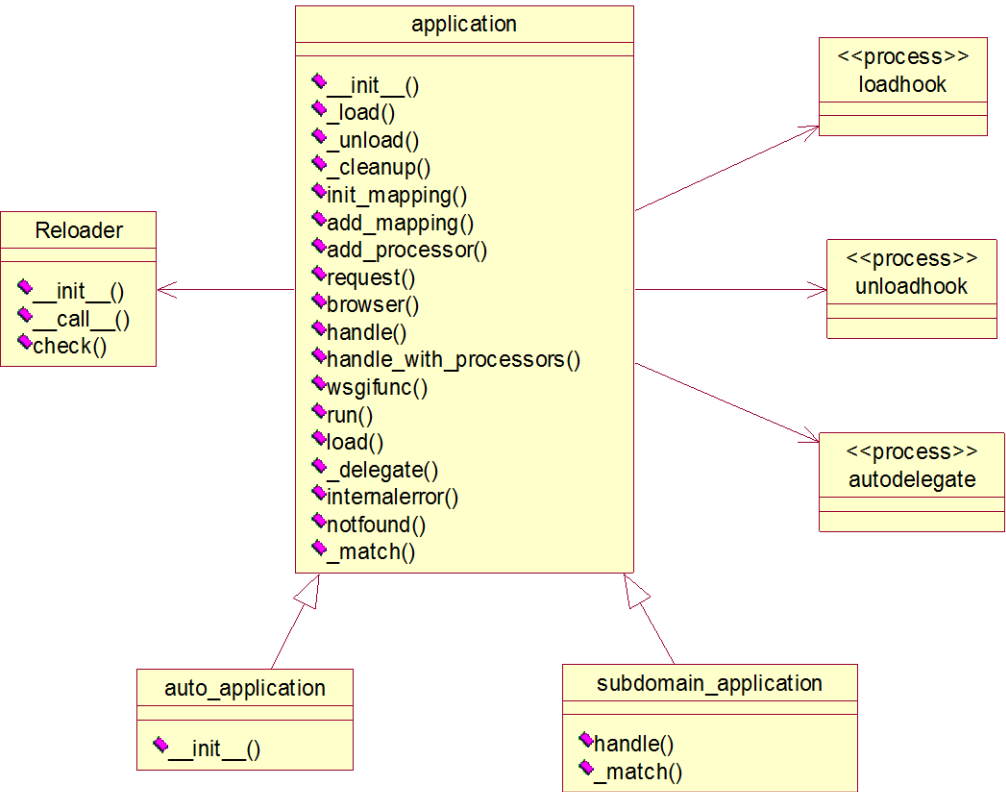 application
__init__()
_load()
_unload()
_cleanup()
init_mapping()
add_mapping()
add_processor()
request()
browser()
handle()
handle_with_processors()
wsgifunc()
run()
load()
_delegate()
internalerror()
notfound()
_match()
<<process>>
loadhook
Reloader
__init__()
__call__()
check()
<<process>>
unloadhook
<<process>>
autodelegate
auto_application
__init__()
subdomain_application
handle()
_match()